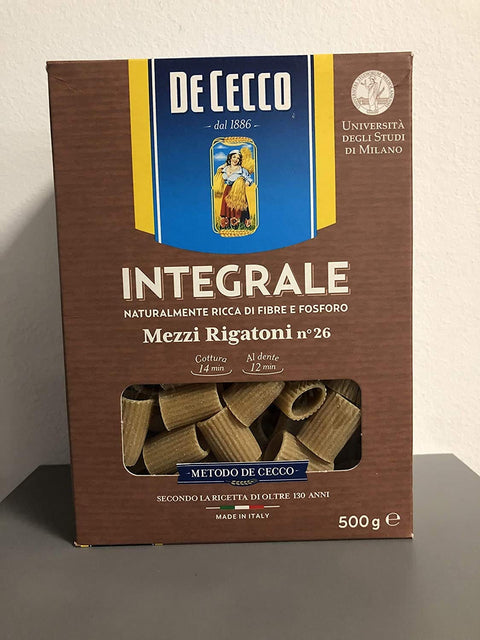 DE CECCO
dal 1886
UNIVERSITÀ
DEGLI STUDI
DI MILANO
INTEGRALE
NATURALMENTE RICCA DI FIBRE E FOSFORO
Mezzi Rigatoni n°26
Cottura
14 min
Al dente
12 min
METODO DE CECCO
SECONDO LA RICETTA DI OLTRE 130 ANNI
MADE IN ITALY
500 g ℮